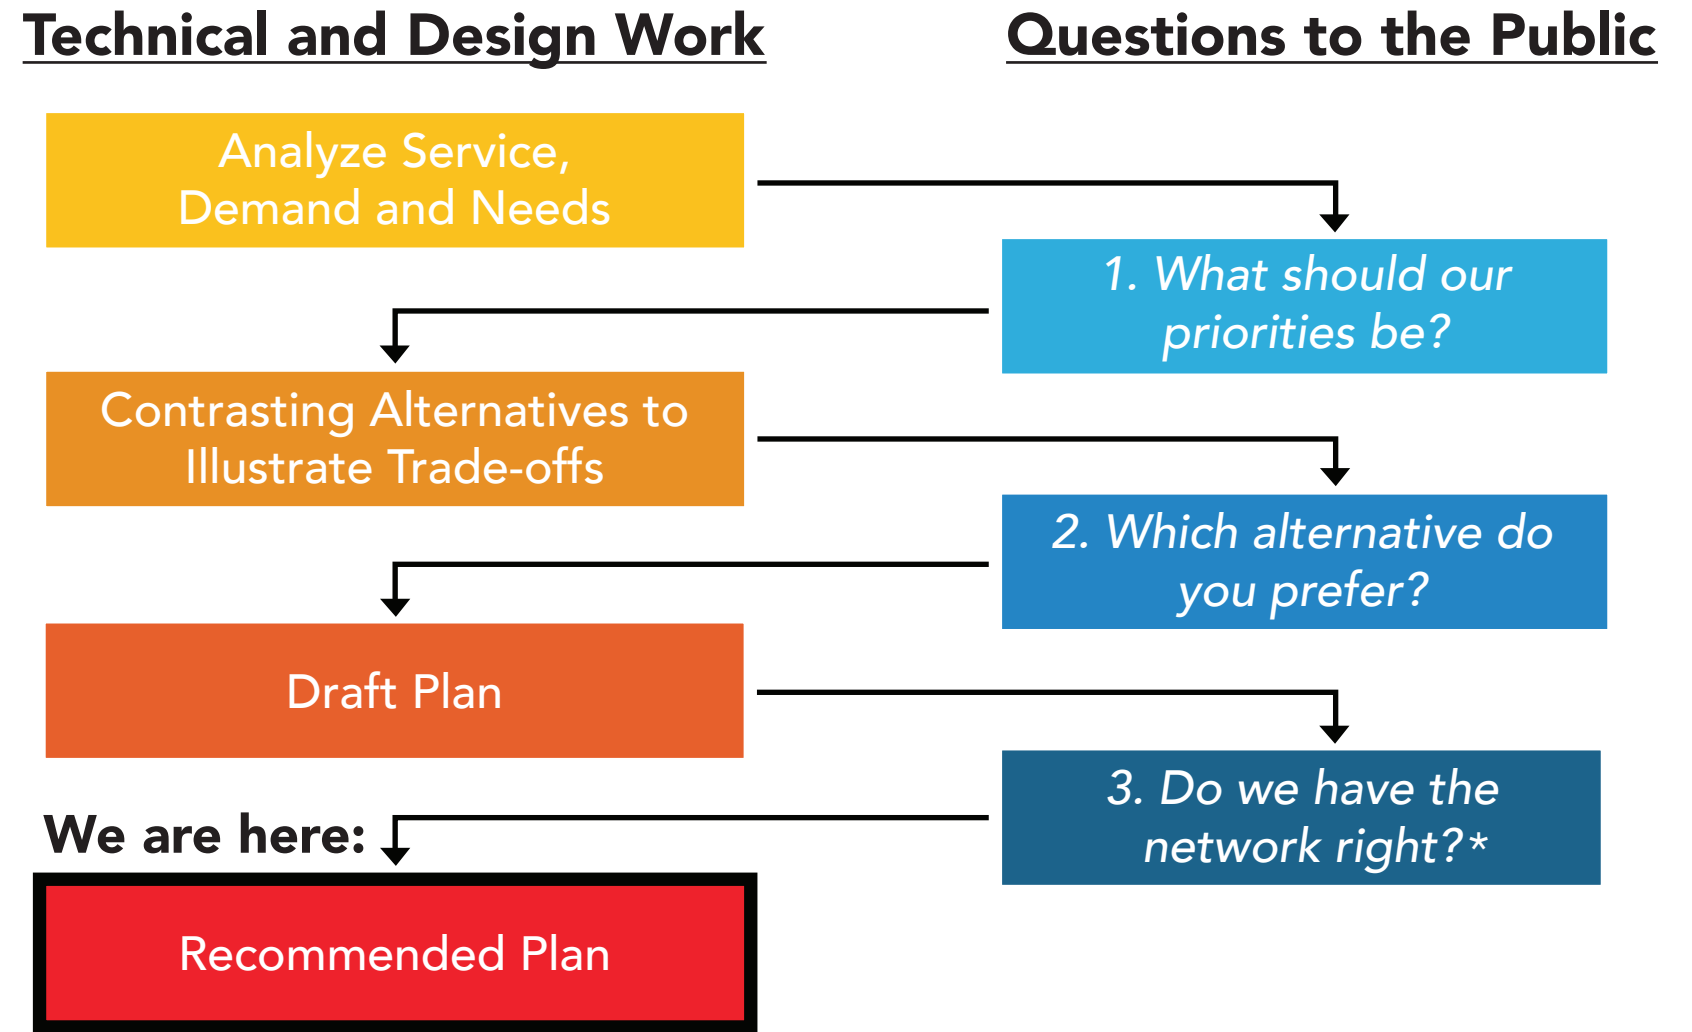 Technical and Design Work
Questions to the Public
Analyze Service,
Demand and Needs
1. What should our
priorities be?
Contrasting Alternatives to
Illustrate Trade-offs
2. Which alternative do
you prefer?
Draft Plan
3. Do we have the
network right?*
We are here:
Recommended Plan